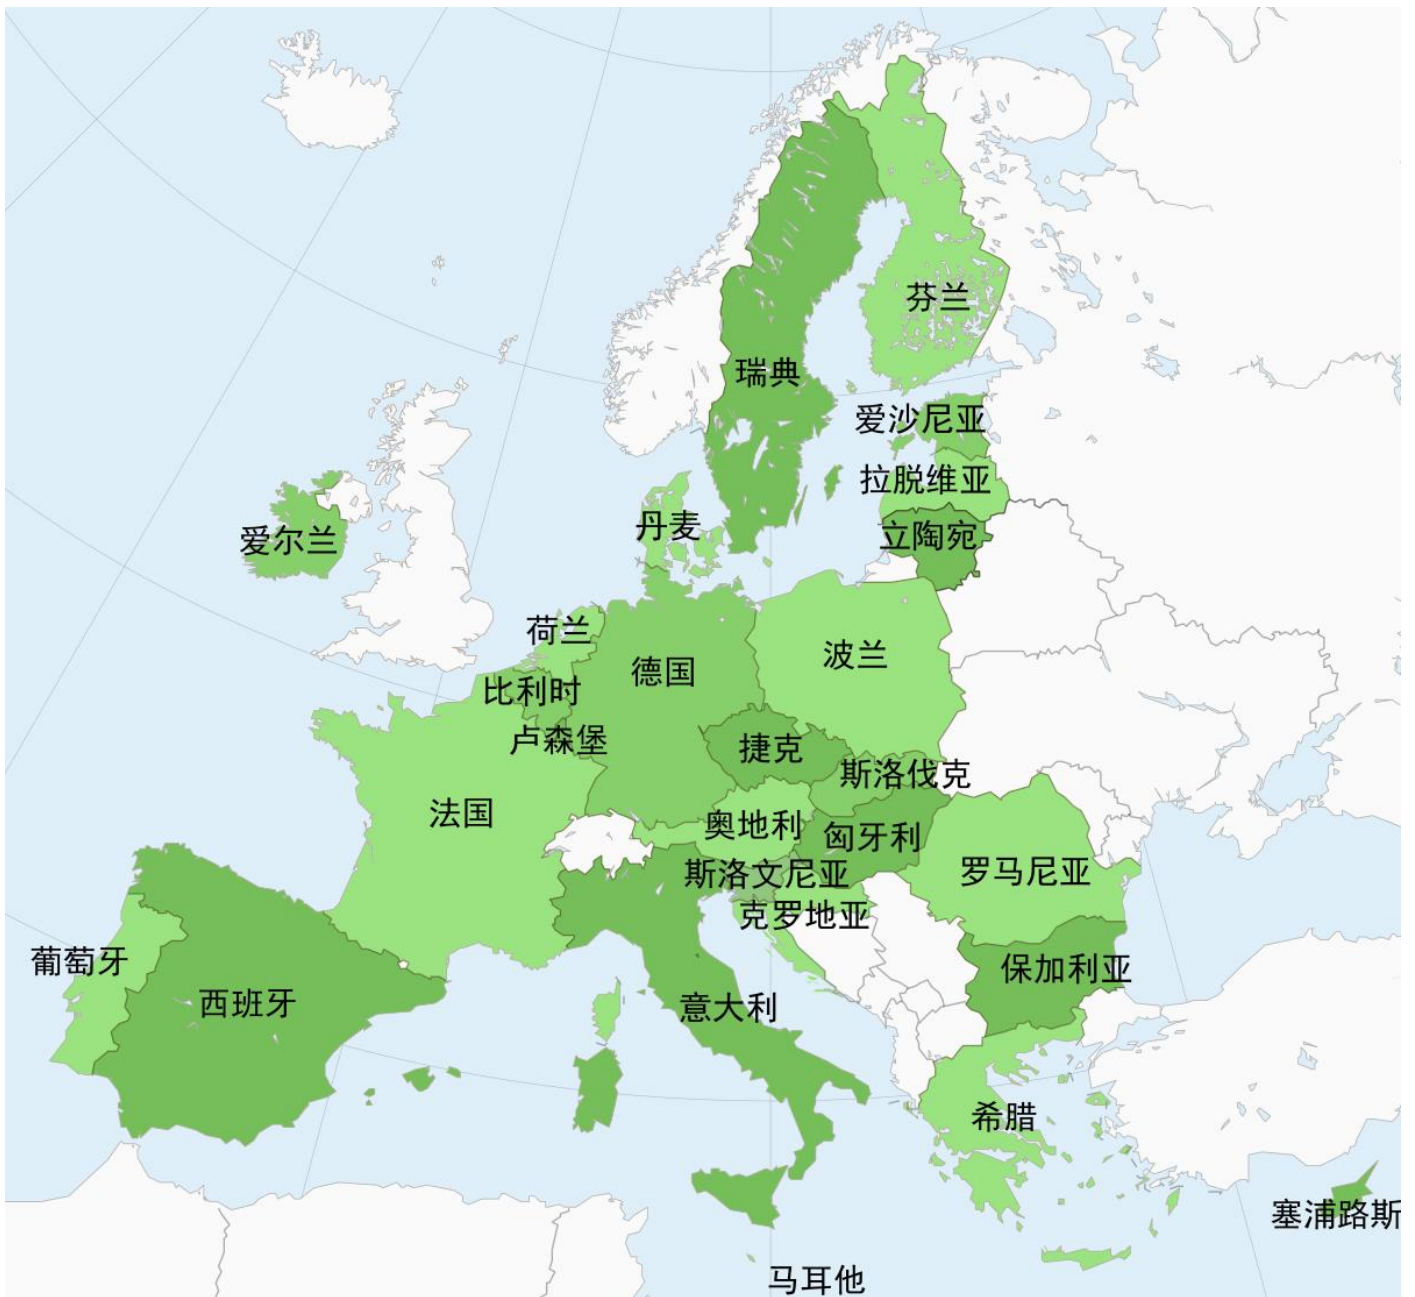 芬兰
瑞典
爱沙尼亚
拉脱维亚
立陶宛
丹麦
爱尔兰
荷兰
波兰
德国
比利时
卢森堡
捷克
斯洛伐克
法国
奥地利
匈牙利
斯洛文尼亚
罗马尼亚
克罗地亚
葡萄牙
保加利亚
西班牙
意大利
希腊
塞浦路斯
马耳他